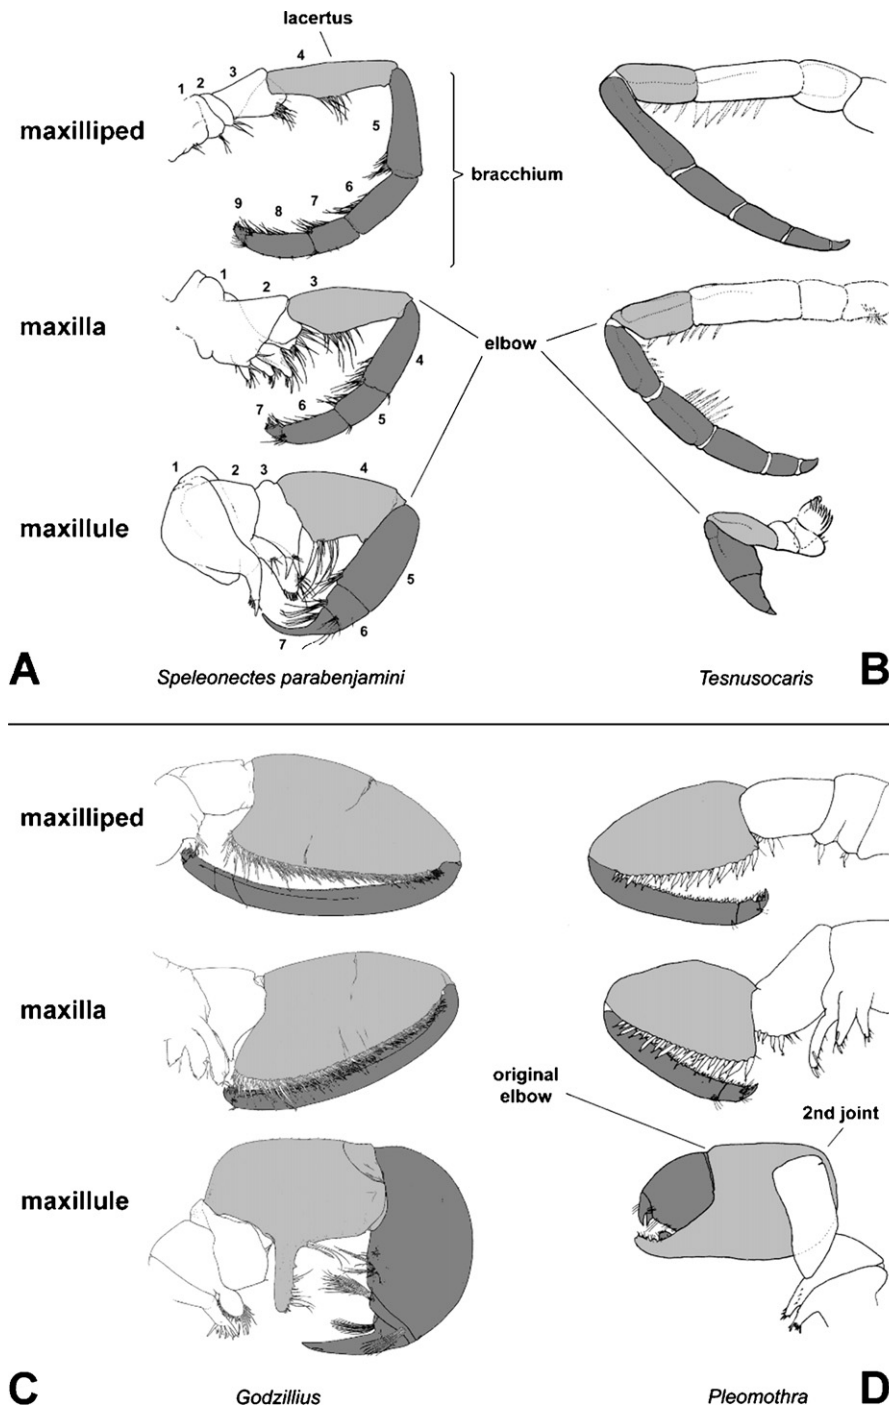 lacertus
1 2 3 4
maxilliped
5
bracchium
9 8 7 6
1 2 3
maxilla
elbow
4
7 6 5
1 2 3 4
maxillule
5
7 6
A Speleonectes parabenjamini
Tesnusocaris B
maxilliped
maxilla
original
elbow
2nd joint
maxillule
C Godzillius
Pleomothra D